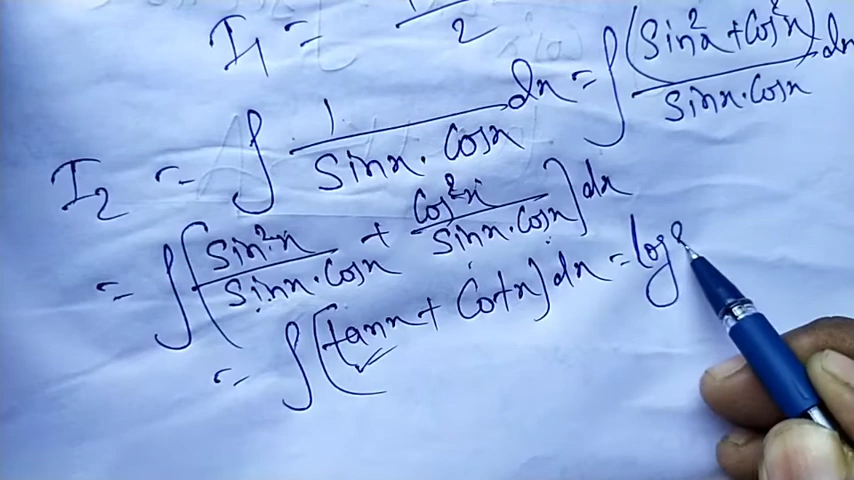 I₁ = 2
I₂ = ∫ 1/(Sinx · Cosx) dx = ∫ (Sin²x + Cos²x)/(Sinx · Cosx) dx
= ∫ [Sin²x/(Sinx · Cosx) + Cos²x/(Sinx · Cosx)] dx
= ∫ [tanx + Cotx] dx = log